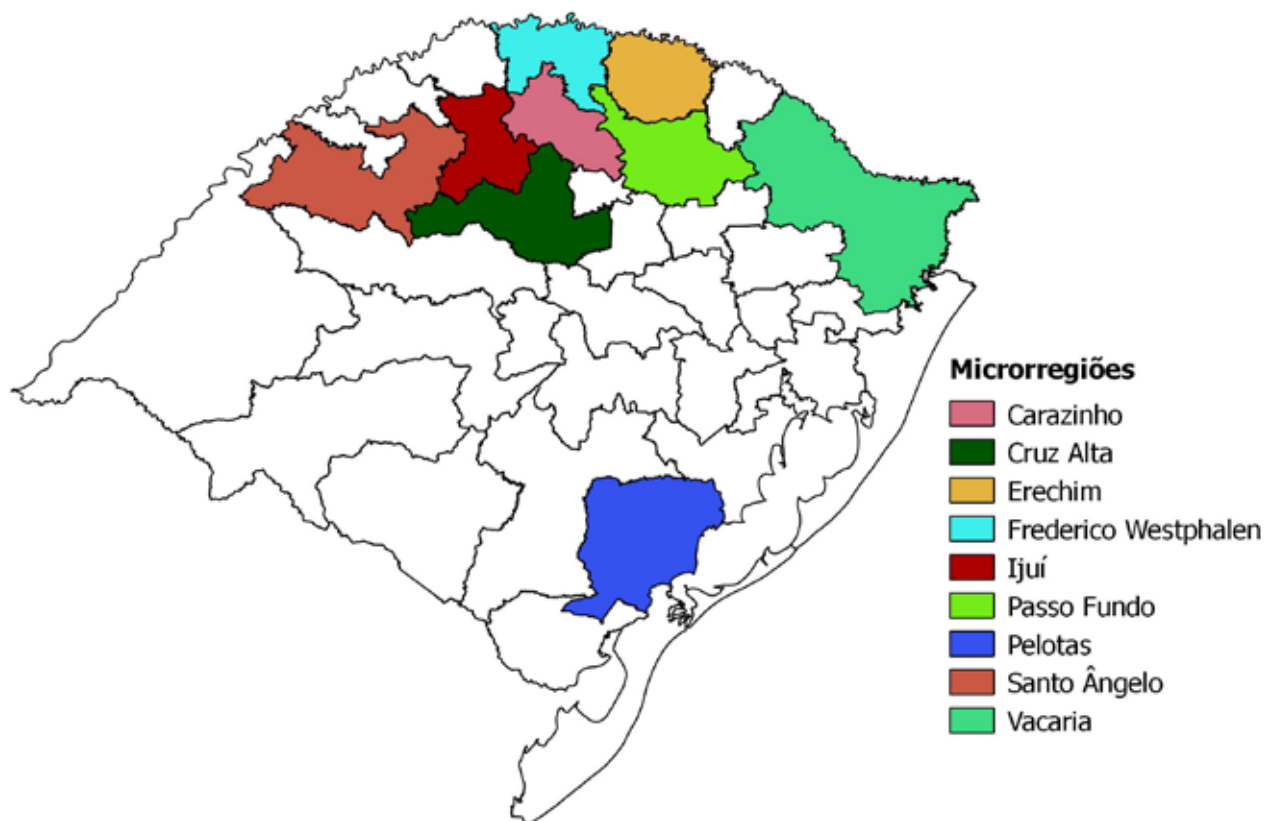 Microrregiões
Carazinho
Cruz Alta
Erechim
Frederico Westphalen
Ijuí
Passo Fundo
Pelotas
Santo Ângelo
Vacaria